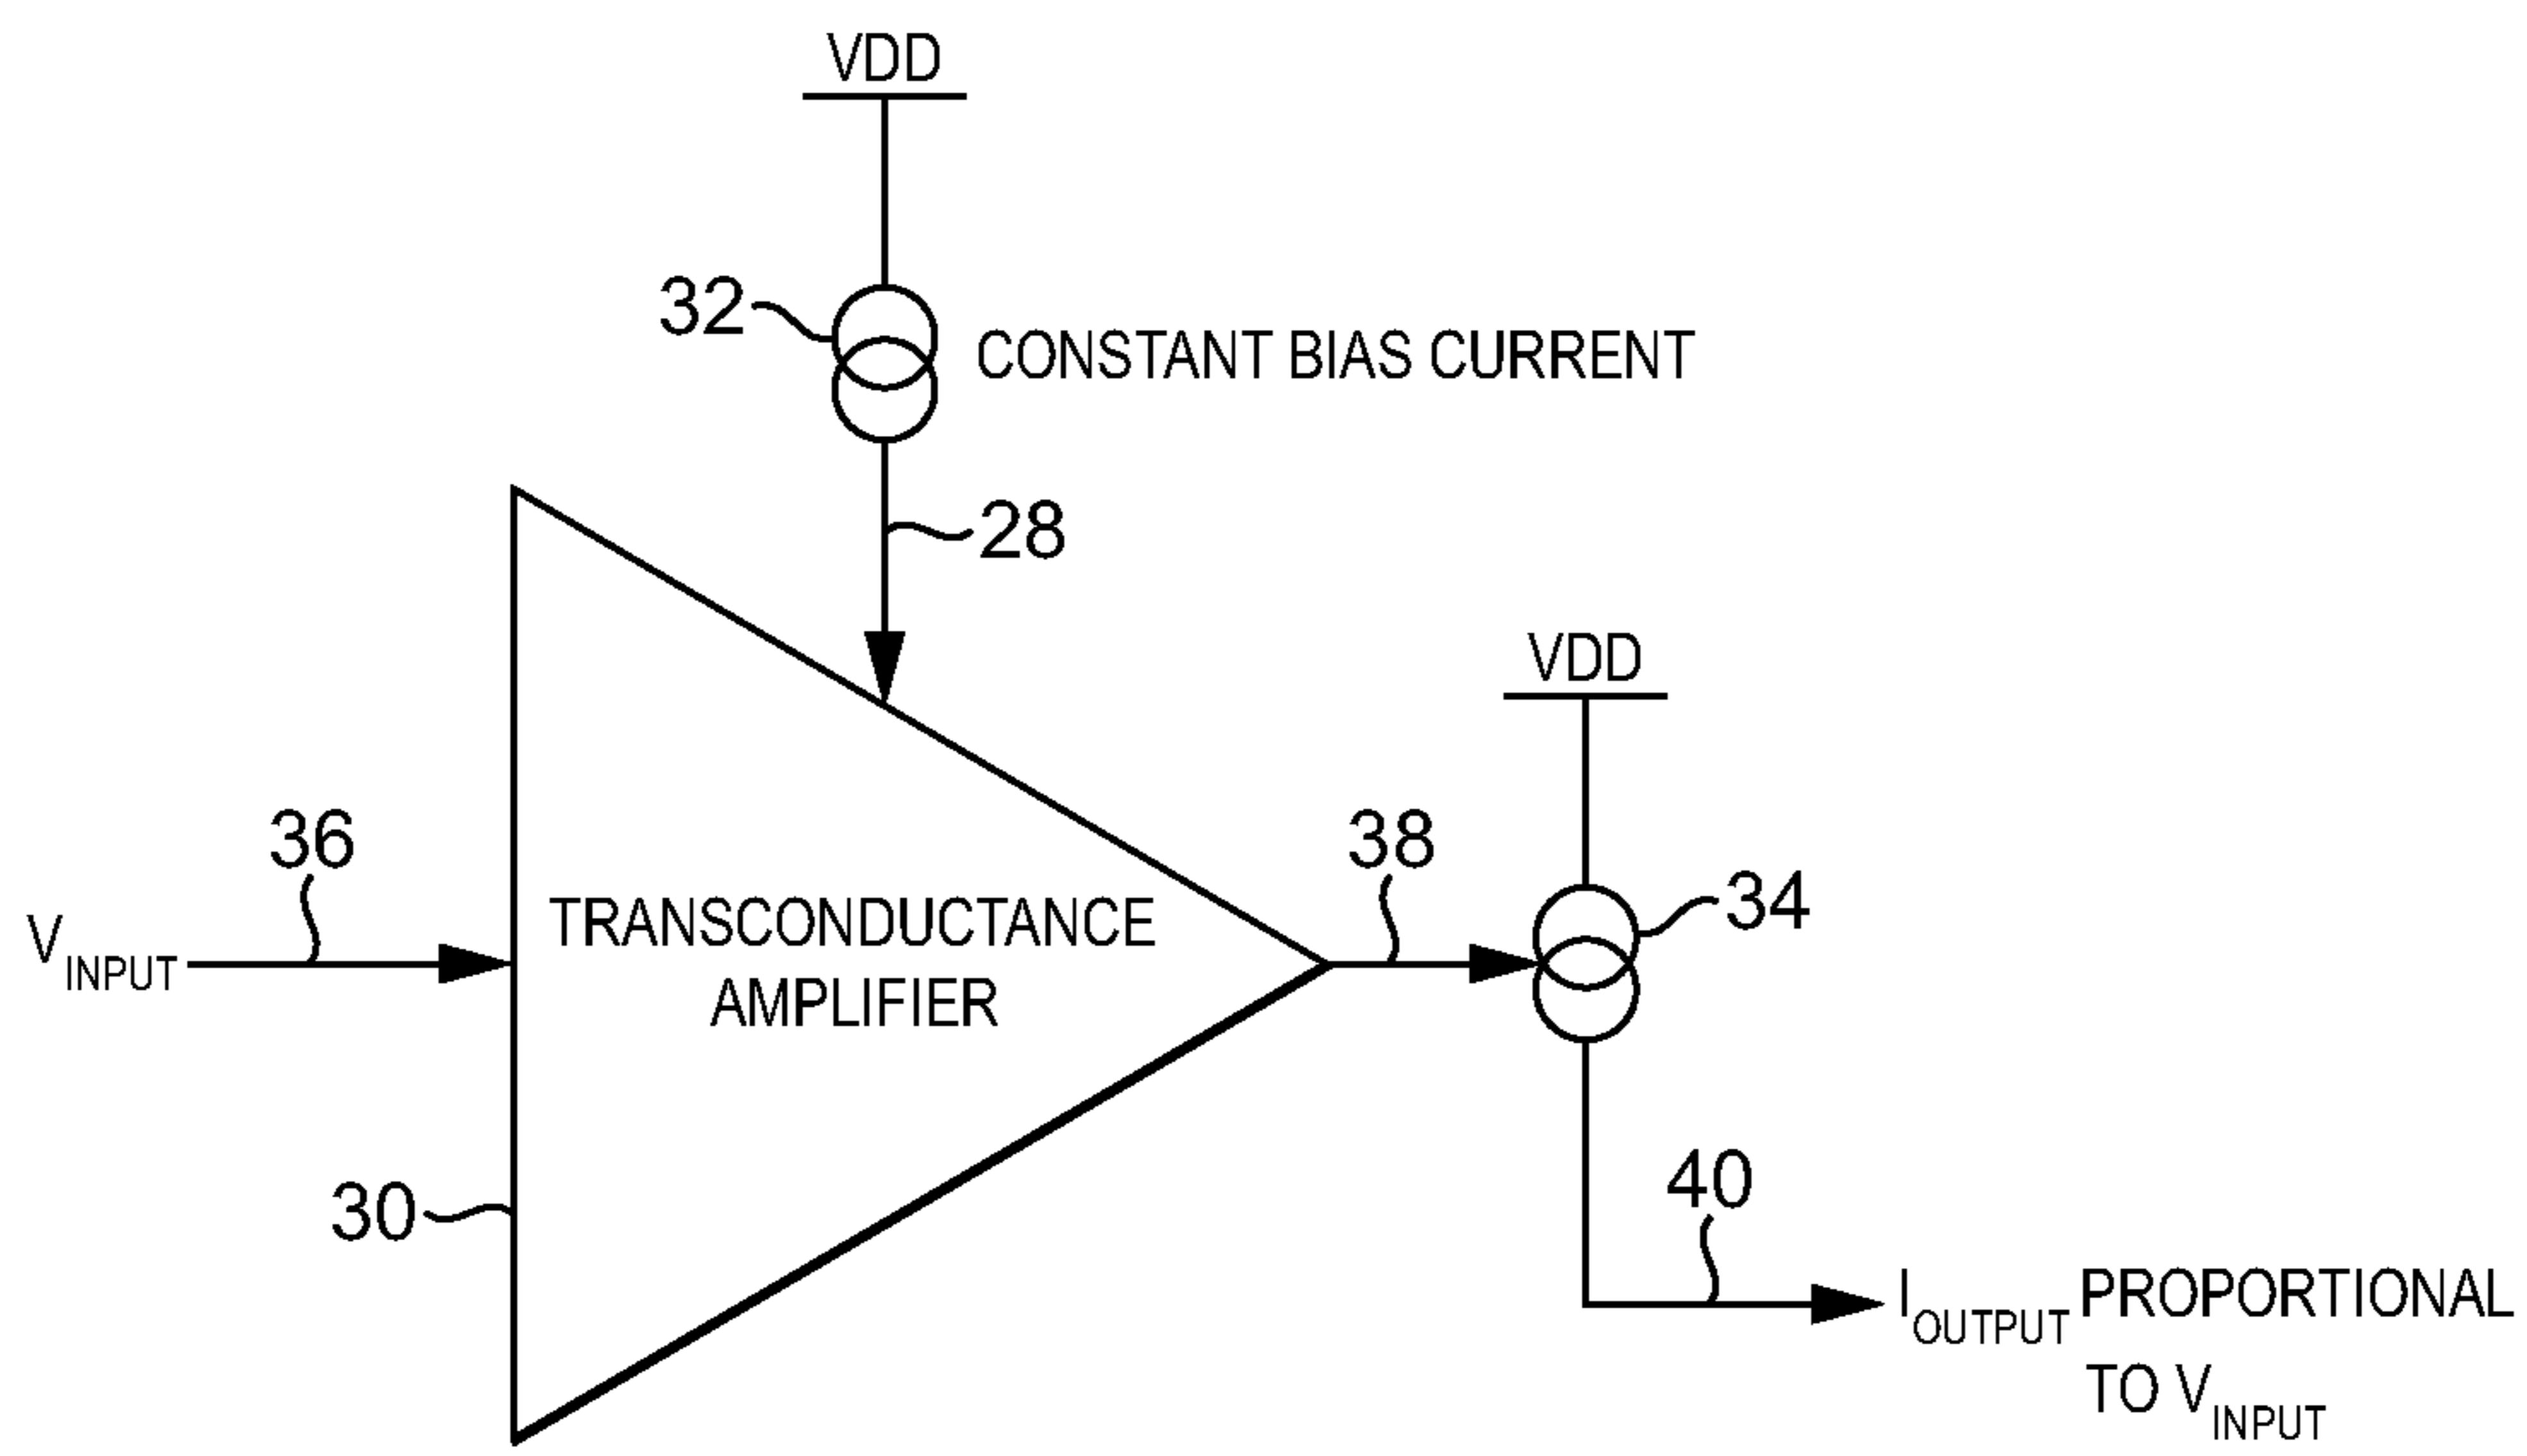 VDD
32
CONSTANT BIAS CURRENT
28
VDD
36
38
34
VINPUT
TRANSCONDUCTANCE
AMPLIFIER
30
40
IOUTPUT PROPORTIONAL
TO VINPUT